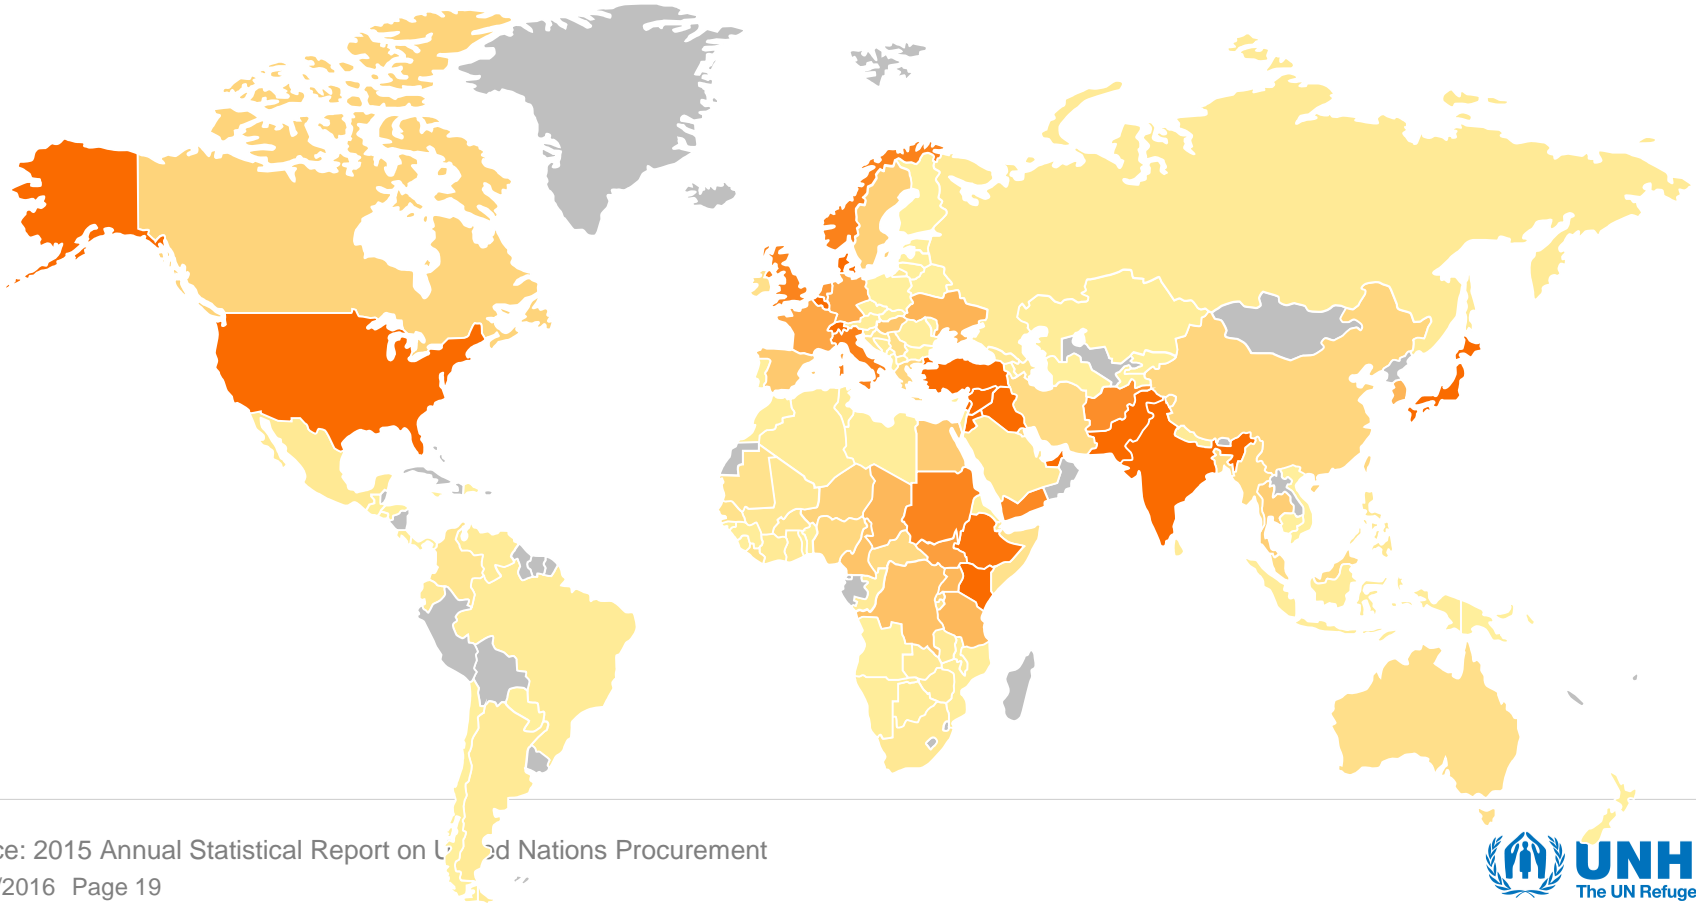 ce: 2015 Annual Statistical Report on U ed Nations Procurement
/2016 Page 19
UNH
The UN Refuge